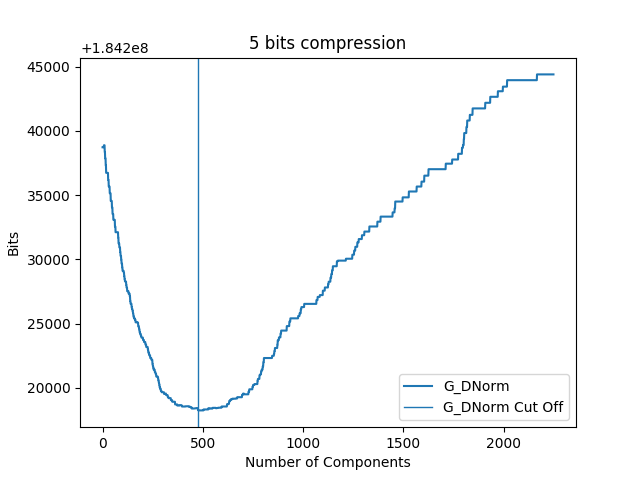 5 bits compression
+1.842e8
45000
40000
35000
30000
25000
20000
Bits
0
500
1000
1500
2000
Number of Components
G_DNorm
G_DNorm Cut Off